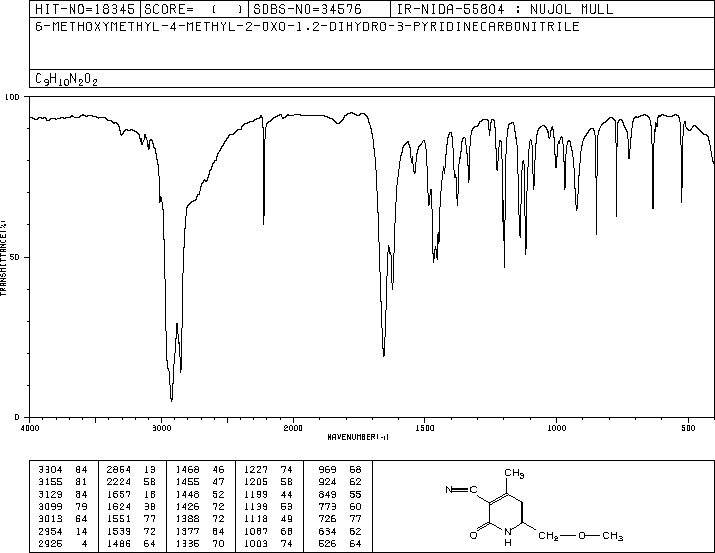 HIT-NO=18345 SCORE= ( ) SDBS-NO=34576 IR-NIDA-55804 : NUJOL MULL
6-METHOXYMETHYL-4-METHYL-2-OXO-1,2-DIHYDRO-3-PYRIDINECARBONITRILE
C9H10N2O2
100
50
0
TRANSMITTANCE(%)
4000 3000 2000 1500 1000 500
WAVENUMBER(-1)
3304 84 2854 13 1468 46 1227 74 969 68
3155 81 2224 58 1455 47 1205 58 924 62
3129 84 1657 18 1448 52 1199 44 849 55
3099 79 1624 38 1426 72 1139 53 773 60
3013 64 1551 77 1388 72 1118 49 726 77
2954 14 1539 72 1377 84 1087 68 634 62
2925 4 1486 64 1335 70 1003 74 526 64
CH3
N C
O NH CH2 O CH3